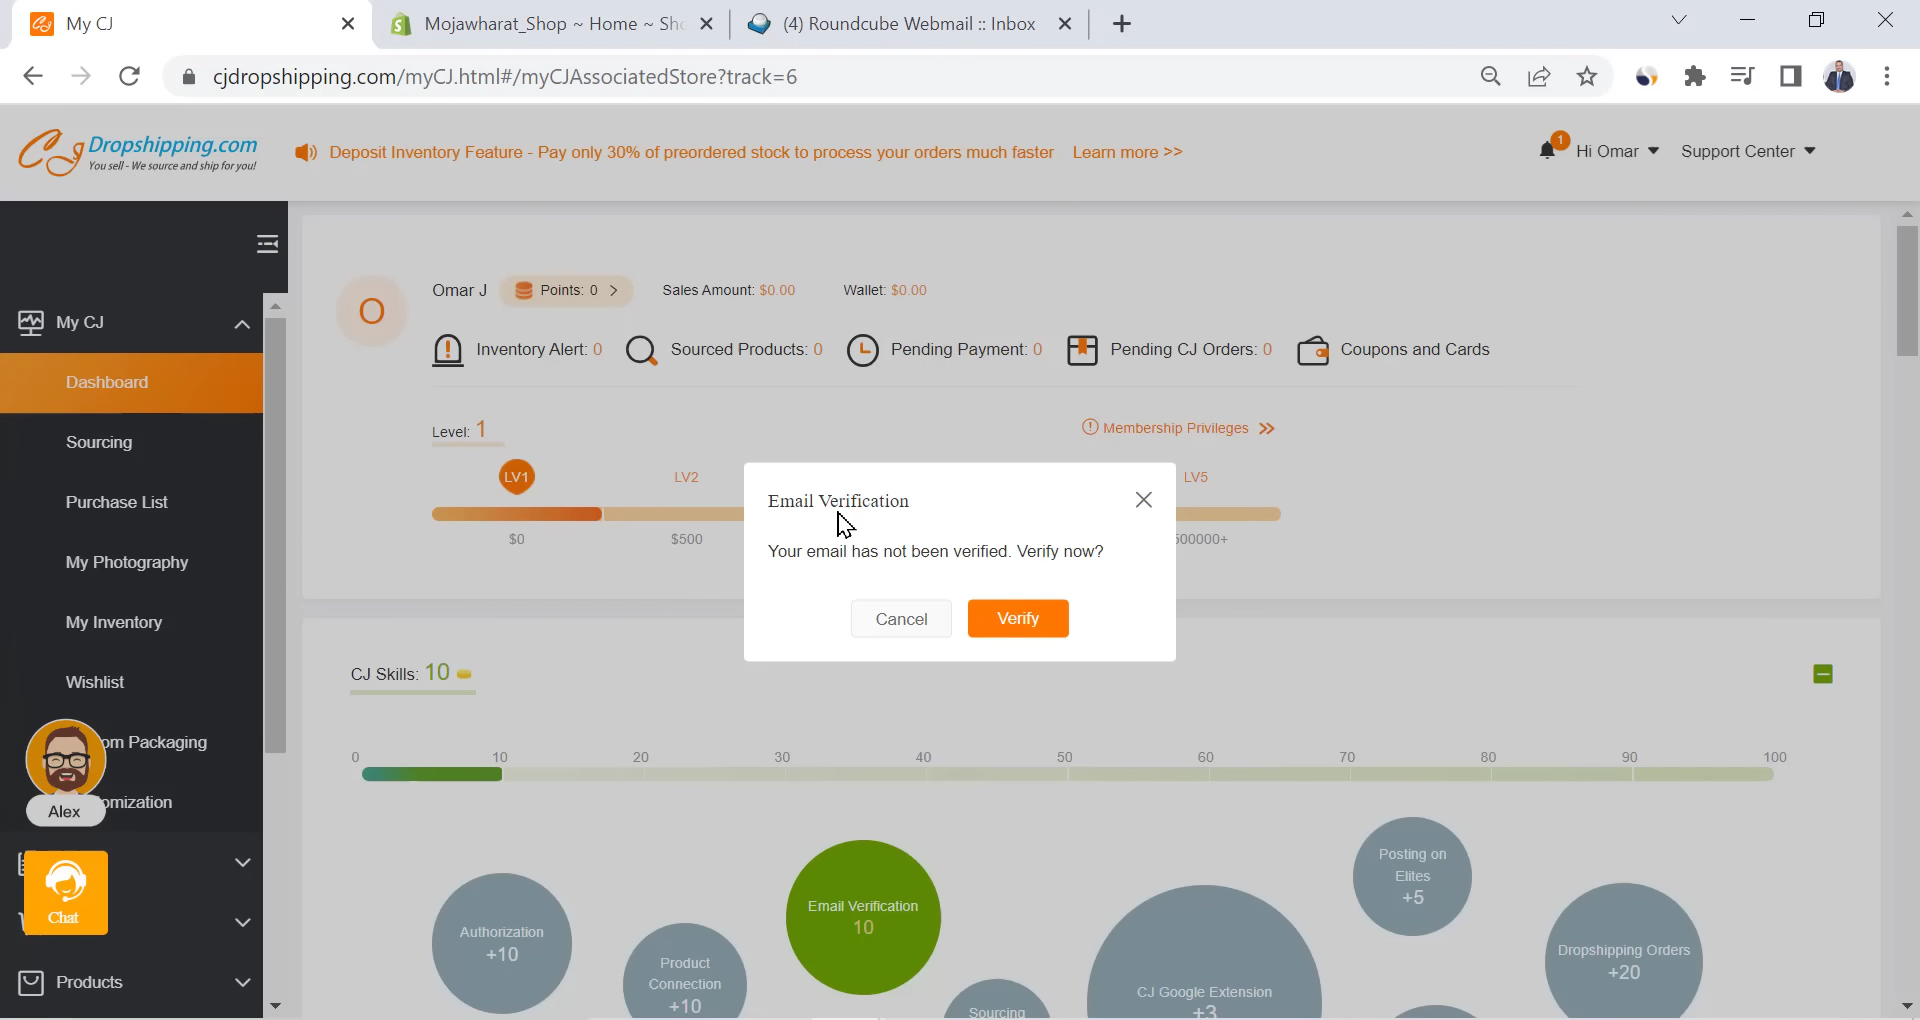 My CJ
Mojawharat_Shop ~ Home ~ Sho
(4) Roundcube Webmail :: Inbox
cjdropshipping.com/myCJ.html#/myCJAssociatedStore?track=6
CJ Dropshipping.com
You sell - We source and ship for you!
Deposit Inventory Feature - Pay only 30% of preordered stock to process your orders much faster Learn more >>
1
Hi Omar
Support Center
My CJ
Dashboard
Sourcing
Purchase List
My Photography
My Inventory
Wishlist
om Packaging
omization
Alex
Chat
Products
O
Omar J
Points: 0 >
Sales Amount: $0.00
Wallet: $0.00
Inventory Alert: 0
Sourced Products: 0
Pending Payment: 0
Pending CJ Orders: 0
Coupons and Cards
Level: 1
Membership Privileges
LV1
LV2
LV5
$0
$500
00000+
Email Verification
Your email has not been verified. Verify now?
Cancel
Verify
CJ Skills: 10
0 10 20 30 40 50 60 70 80 90 100
Authorization
+10
Product
Connection
+10
Email Verification
10
Sourcing
CJ Google Extension
+3
Posting on
Elites
+5
Dropshipping Orders
+20